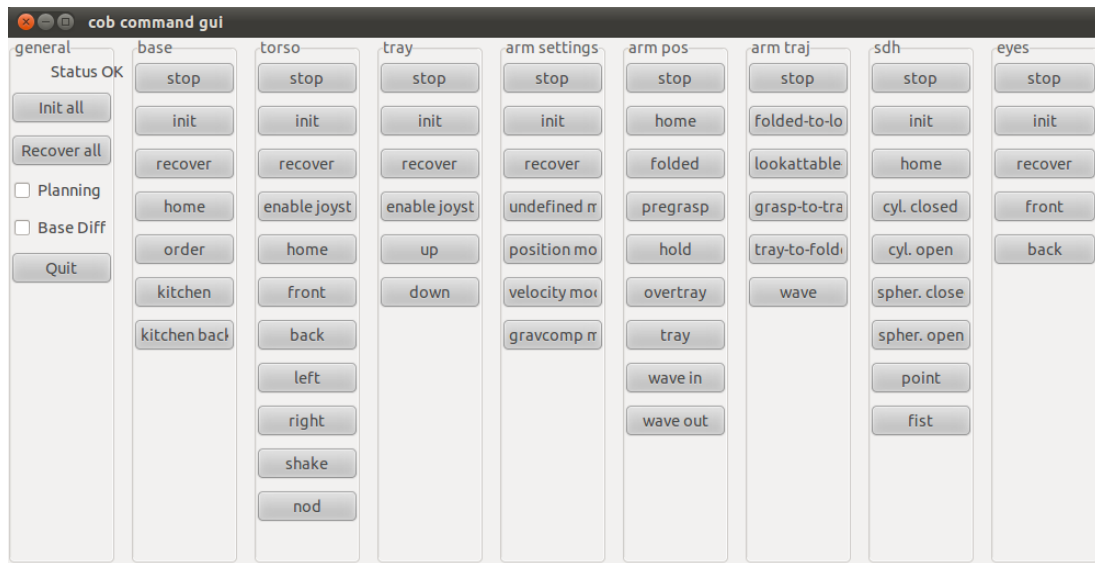 cob command gui
general
Status OK
Init all
Recover all
Planning
Base Diff
Quit
base
stop
init
recover
home
order
kitchen
kitchen back
torso
stop
init
recover
enable joyst
home
front
back
left
right
shake
nod
tray
stop
init
recover
enable joyst
up
down
arm settings
stop
init
recover
undefined m
position mo
velocity mo
gravcomp m
arm pos
stop
home
folded
pregrasp
hold
overtray
tray
wave in
wave out
arm traj
stop
folded-to-lo
lookattable
grasp-to-tra
tray-to-fold
wave
sdh
stop
init
home
cyl. closed
cyl. open
spher. close
spher. open
point
fist
eyes
stop
init
recover
front
back